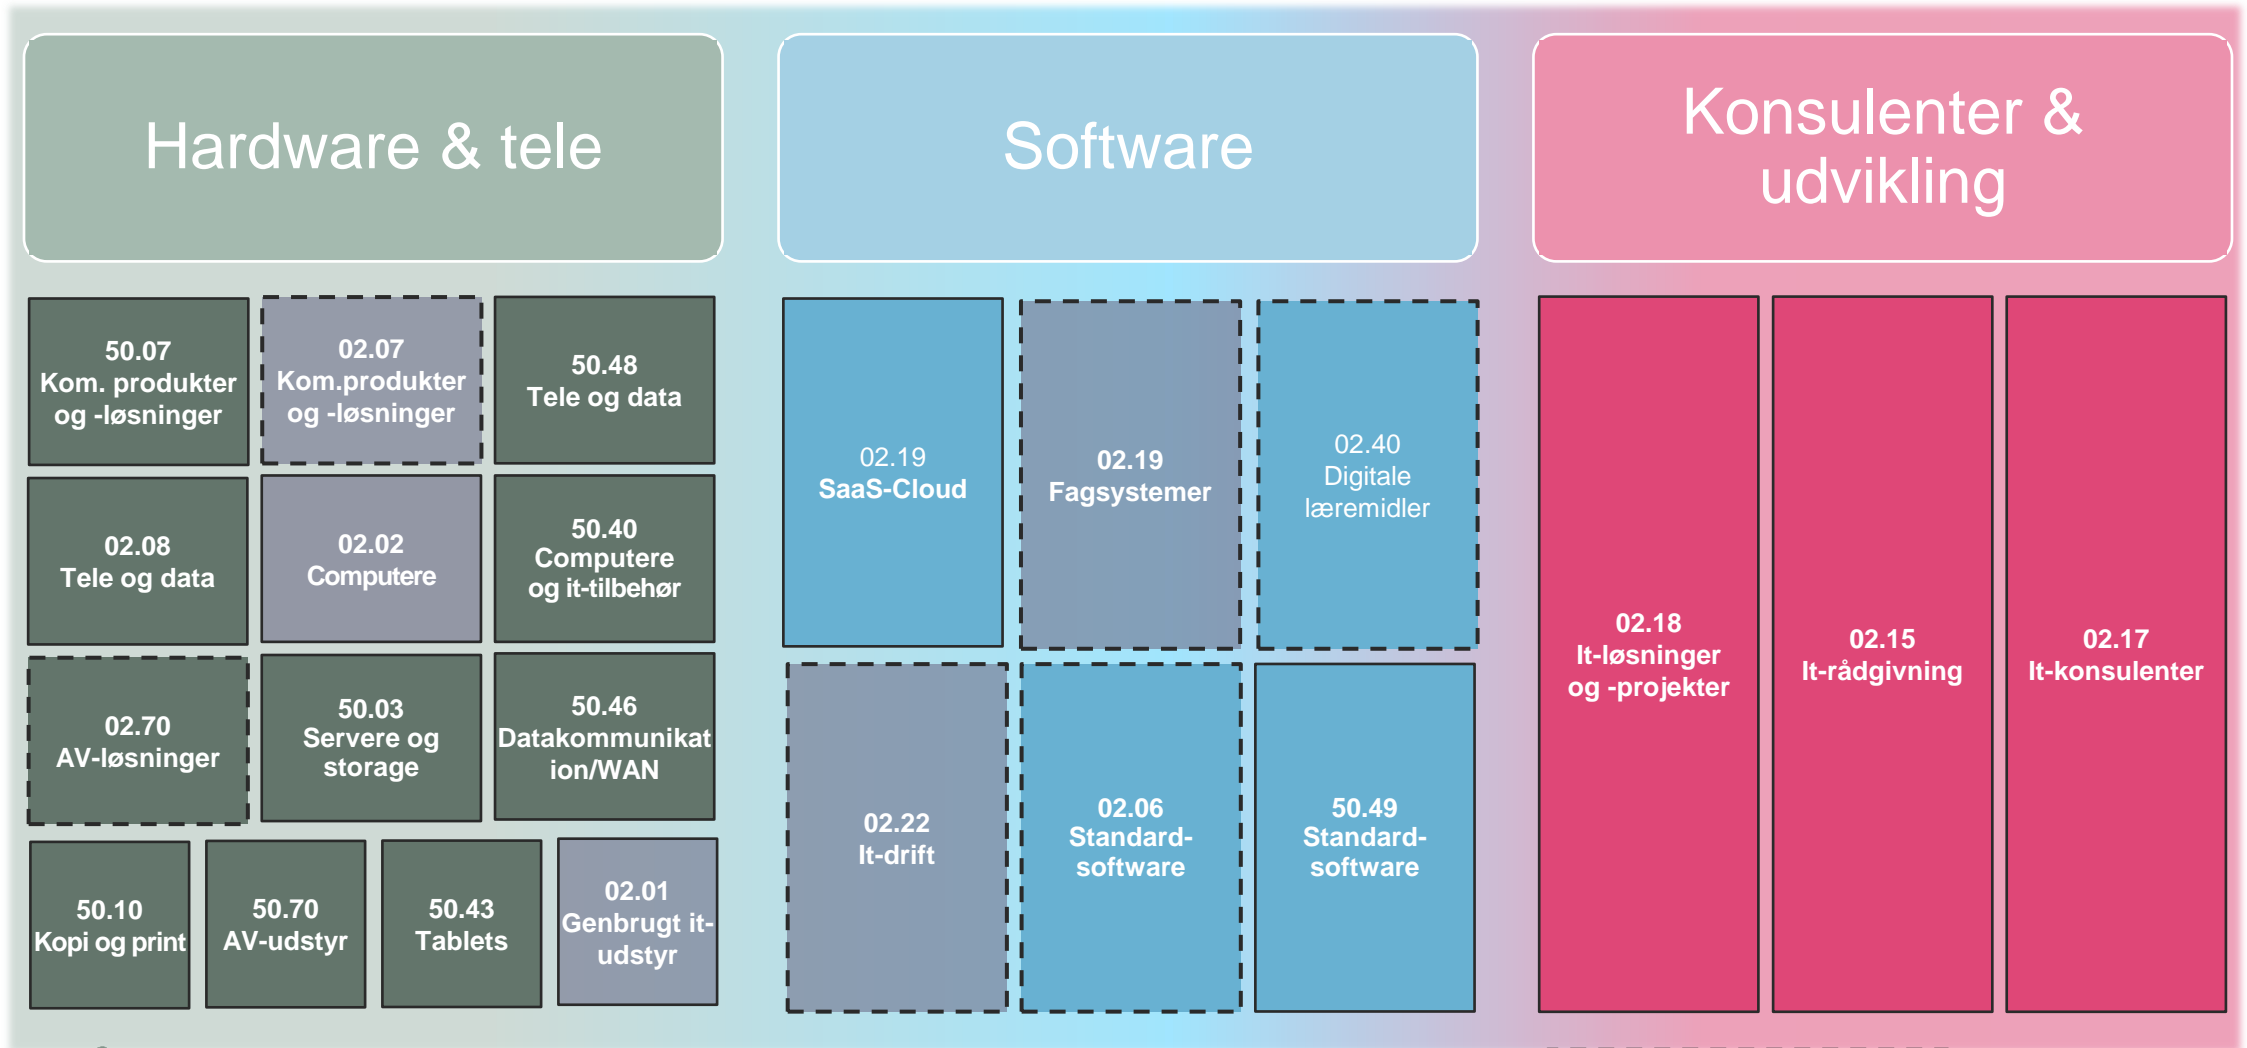 Hardware & tele
Software
Konsulenter &
udvikling
50.07
Kom. produkter
og -løsninger
02.07
Kom.produkter
og -løsninger
50.48
Tele og data
02.08
Tele og data
02.02
Computere
50.40
Computere
og it-tilbehør
02.70
AV-løsninger
50.03
Servere og
storage
50.46
Datakommunikat
ion/WAN
50.10
Kopi og print
50.70
AV-udstyr
50.43
Tablets
02.01
Genbrugt it-
udstyr
02.19
SaaS-Cloud
02.19
Fagsystemer
02.40
Digitale
læremidler
02.22
It-drift
02.06
Standard-
software
50.49
Standard-
software
02.18
It-løsninger
og -projekter
02.15
It-rådgivning
02.17
It-konsulenter